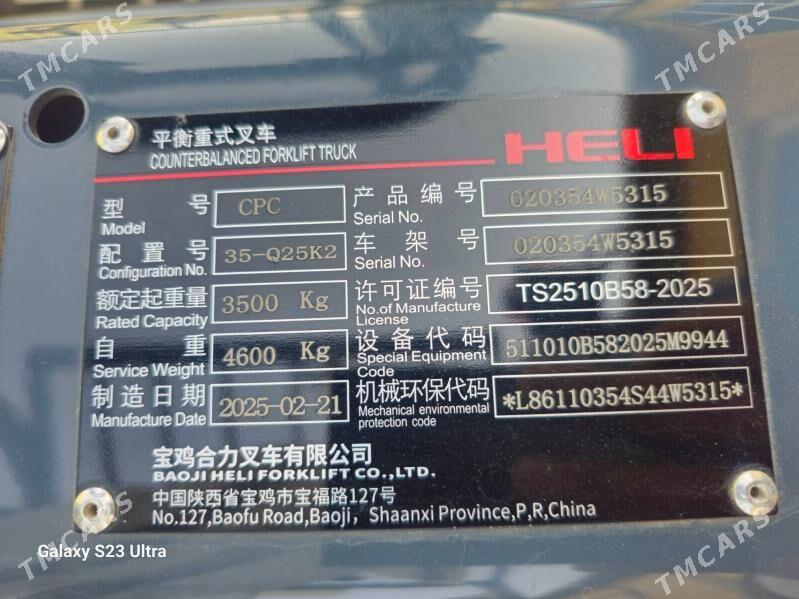 TMCARS
TMCARS
平衡重式叉车
COUNTERBALANCED FORKLIFT TRUCK
HELI
型 号 CPC
Model
产品编号 020354W5315
Serial No.
配置号 35-Q25K2
Configuration No.
车架号 020354W5315
Serial No.
额定起重量 3500 Kg
Rated Capacity
许可证编号 TS2510B58-2025
No.of Manufacture
License
自 重 4600 Kg
Service Weight
设备代码 511010B582025M9944
Special Equipment
Code
制造日期 2025-02-21
Manufacture Date
机械环保代码 *L86110354S44W5315*
Mechanical environmental
protection code
宝鸡合力叉车有限公司
BAOJI HELI FORKLIFT CO.,LTD.
中国陕西省宝鸡市宝福路127号
No.127,Baofu Road,Baoji, Shaanxi Province,P,R,China
Galaxy S23 Ultra
TMCARS
TMCARS